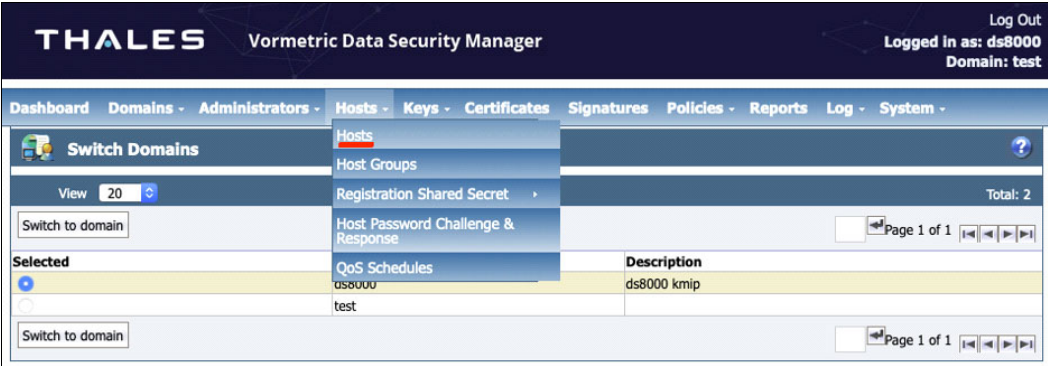 Log Out
THALES Vormetric Data Security Manager Logged in as: ds8000
Domain: test
Dashboard Domains Administrators Hosts Keys Certificates Signatures Policies Reports Log System
Switch Domains Hosts ?
Host Groups
View 20 Registration Shared Secret Total: 2
Switch to domain Host Password Challenge & Page 1 of 1
Response
Selected QoS Schedules Description
ds8000 ds8000 kmip
test
Switch to domain Page 1 of 1